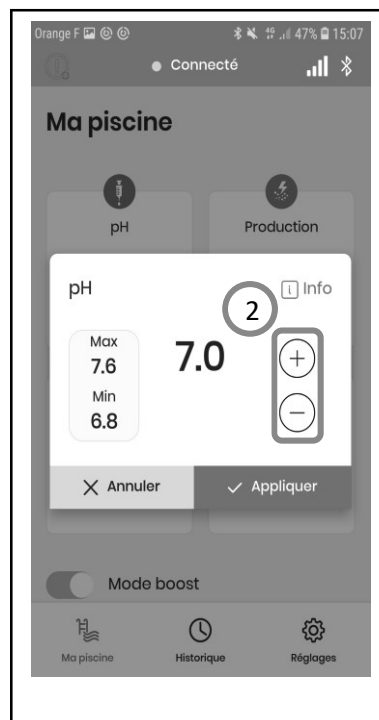 Orange F 47% 15:07
Connecté
Ma piscine
pH Production
pH i Info
2
Max
7.6
7.0
+
Min
6.8
−
Annuler Appliquer
Mode boost
Ma piscine Historique Réglages